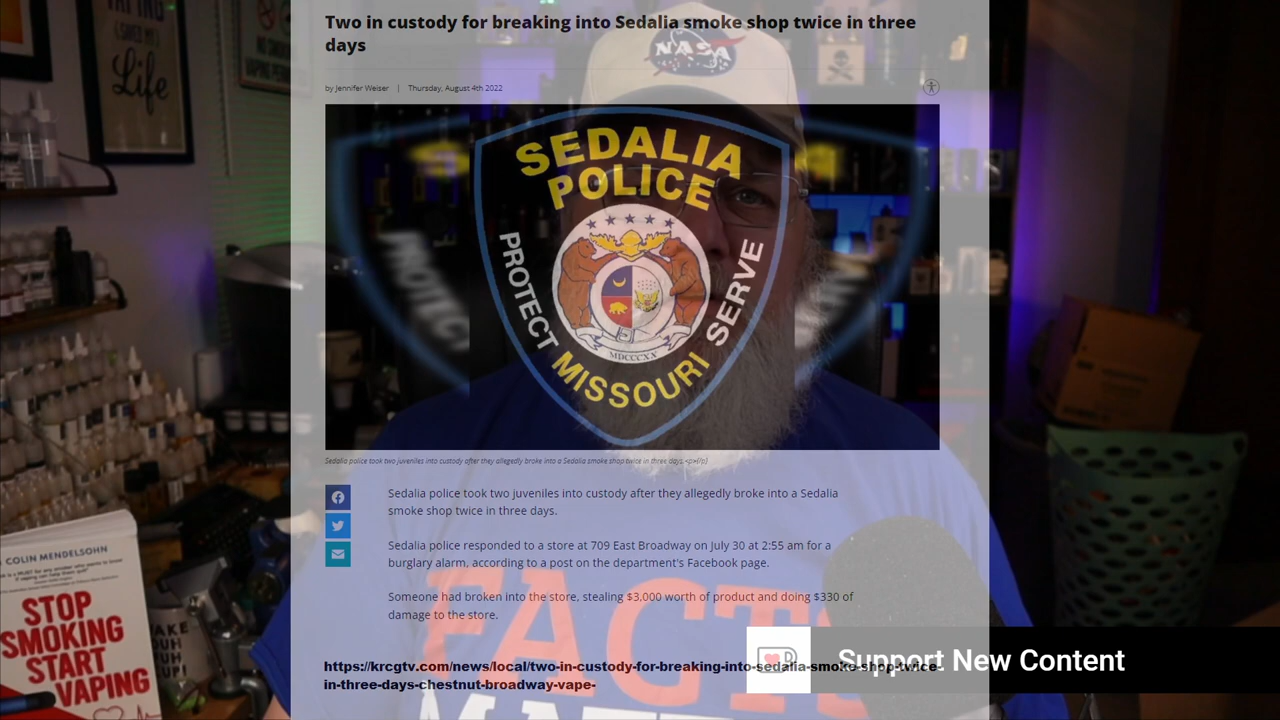 Two in custody for breaking into Sedalia smoke shop twice in three
days
by Jennifer Weiser | Thursday, August 4th 2022
NASA
SEDALIA
POLICE
PROTECT
SERVE
MISSOURI
MDCCCXX
PROTECT
Sedalia police took two juveniles into custody after they allegedly broke into a Sedalia smoke shop twice in three days.<p></p>
Sedalia police took two juveniles into custody after they allegedly broke into a Sedalia
smoke shop twice in three days.
Sedalia police responded to a store at 709 East Broadway on July 30 at 2:55 am for a
burglary alarm, according to a post on the department's Facebook page.
Someone had broken into the store, stealing $3,000 worth of product and doing $330 of
damage to the store.
https://krcgtv.com/news/local/two-in-custody-for-breaking-into-sedalia-smoke-shop-twice-
in-three-days-chestnut-broadway-vape-
Support New Content
FACTS
Life
COLIN MENDELSOHN
STOP
SMOKING
START
VAPING